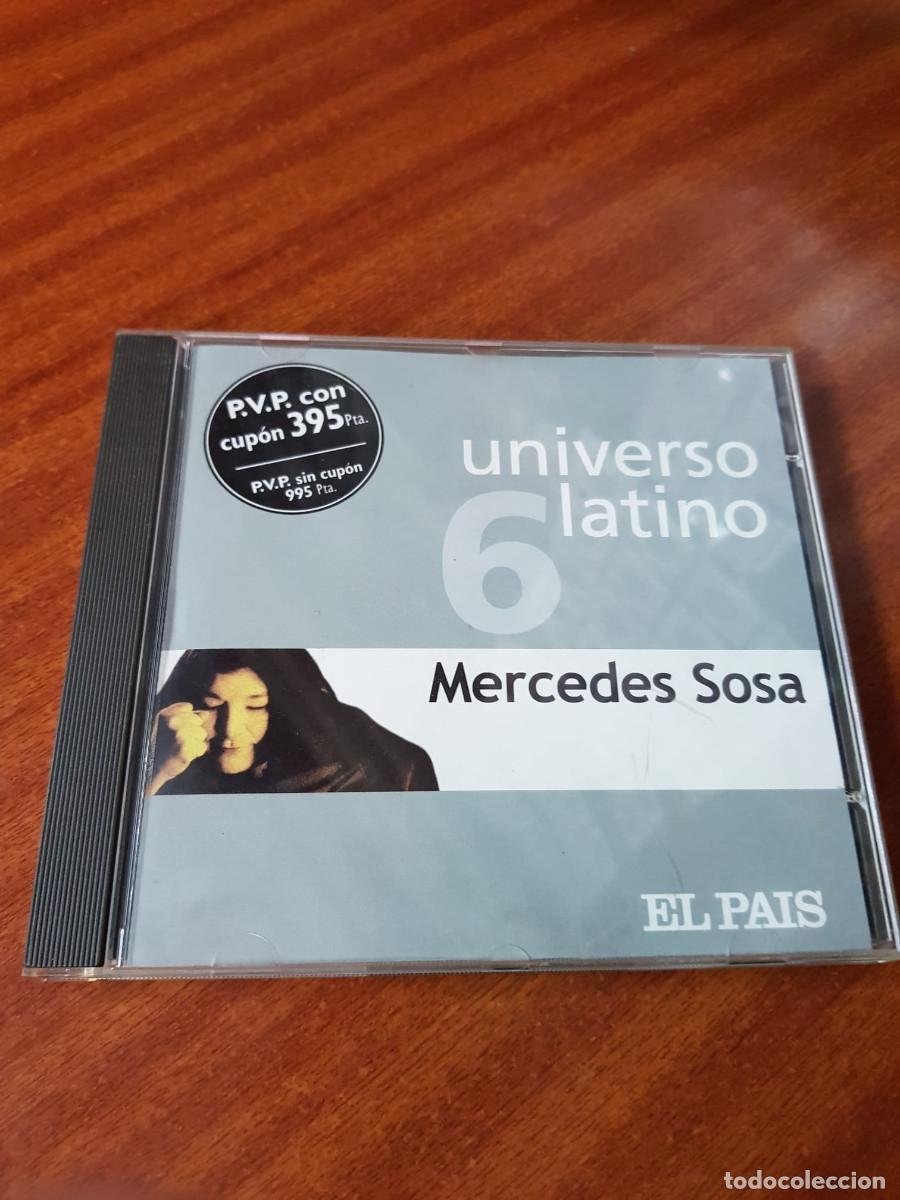 P.V.P. con
cupón 395 Pta.
P.V.P. sin cupón
995 Pta.
universo
latino
6
Mercedes Sosa
EL PAIS
todocoleccion